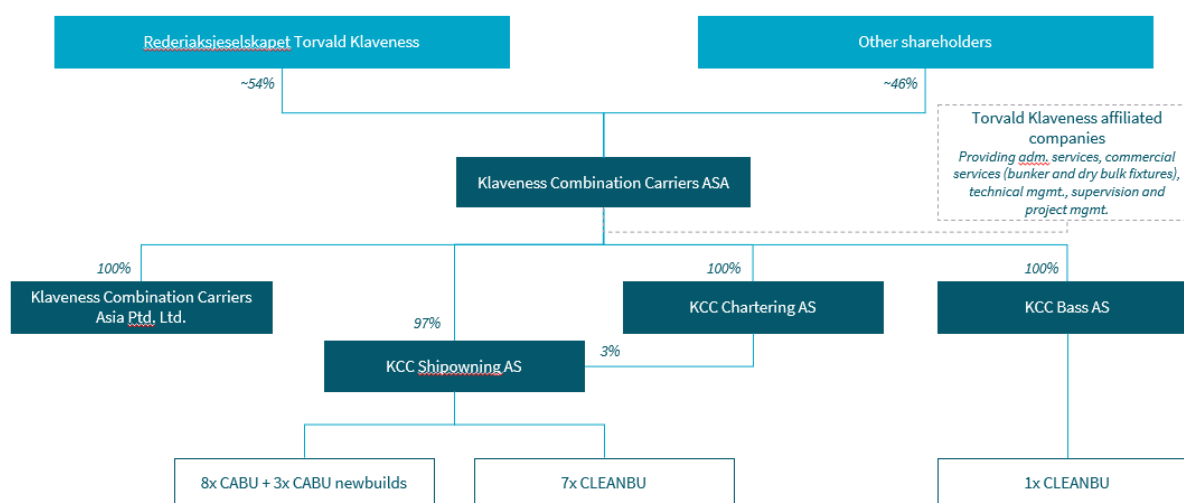 Rederiaksjeselskapet Torvald Klaveness
Other shareholders
~54%
~46%
Torvald Klaveness affiliated
companies
Providing adm. services, commercial
services (bunker and dry bulk fixtures),
technical mgmt., supervision and
project mgmt.
Klaveness Combination Carriers ASA
100%
100%
100%
Klaveness Combination Carriers
Asia Ptd. Ltd.
KCC Chartering AS
KCC Bass AS
97%
3%
KCC Shipowning AS
8x CABU + 3x CABU newbuilds
7x CLEANBU
1x CLEANBU